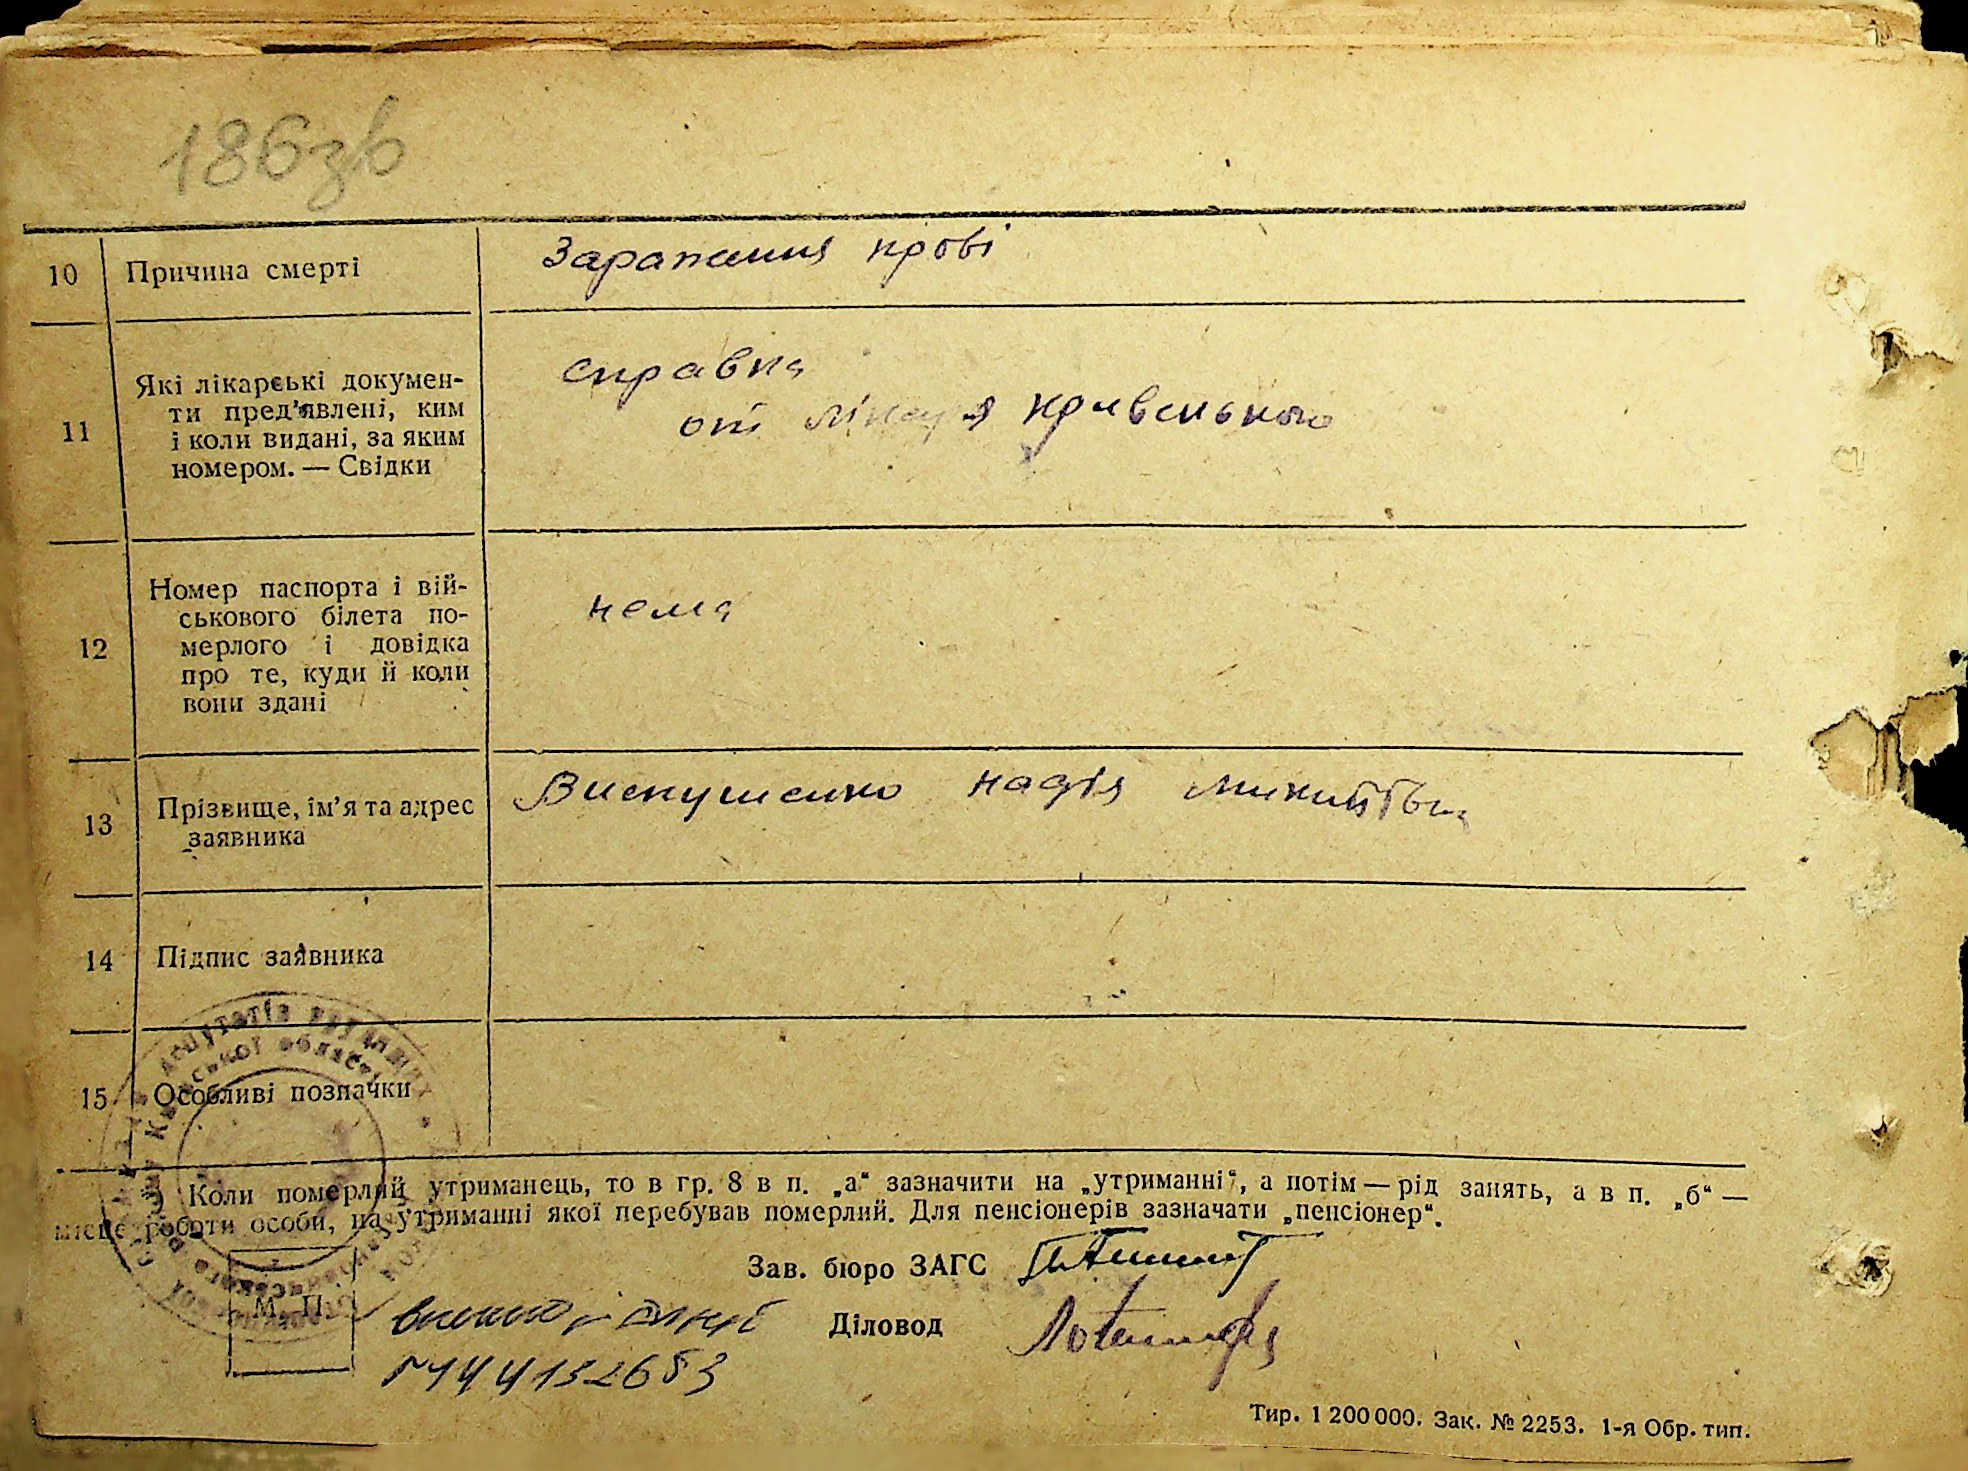 186зв
10 Причина смерті Зараження крові
11 Які лікарські докумен-
ти пред'явлені, ким
і коли видані, за яким
номером. — Свідки
справка
от лікаря
12 Номер паспорта і вій-
ськового білета по-
мерлого і довідка
про те, куди й коли
вони здані
нема
13 Прізвище, ім'я та адрес
заявника
надія
14 Підпис заявника
15 Особливі позначки
*) Коли померлий утриманець, то в гр. 8 в п. „а“ зазначити на „утриманні“, а потім — рід занять, а в п. „б“ —
місце роботи особи, на утриманні якої перебував померлий. Для пенсіонерів зазначати „пенсіонер“.
Зав. бюро ЗАГС
М. П.
Діловод
Тир. 1 200 000. Зак. № 2253. 1-я Обр. тип.